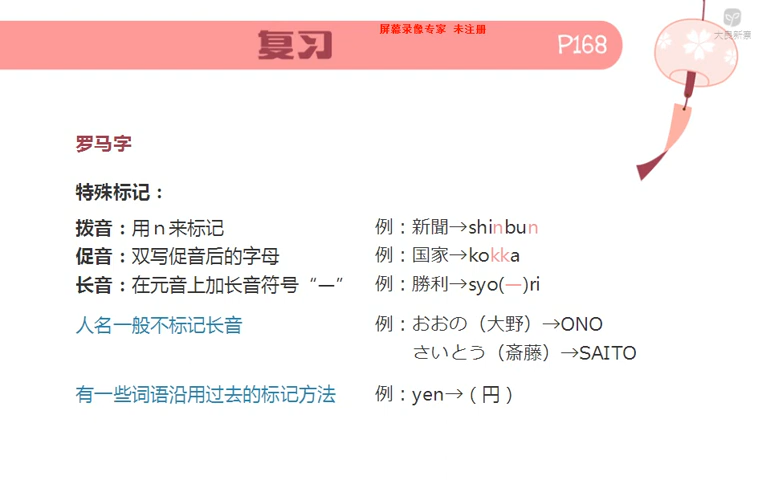 屏幕录像专家 未注册
复习
P168
大良新景
罗马字
特殊标记：
拨音：用ｎ来标记 例：新聞→shinbun
促音：双写促音后的字母 例：国家→kokka
长音：在元音上加长音符号“—” 例：勝利→syo(—)ri
人名一般不标记长音 例：おおの（大野）→ONO
さいとう（斎藤）→SAITO
有一些词语沿用过去的标记方法 例：yen→ ( 円 )